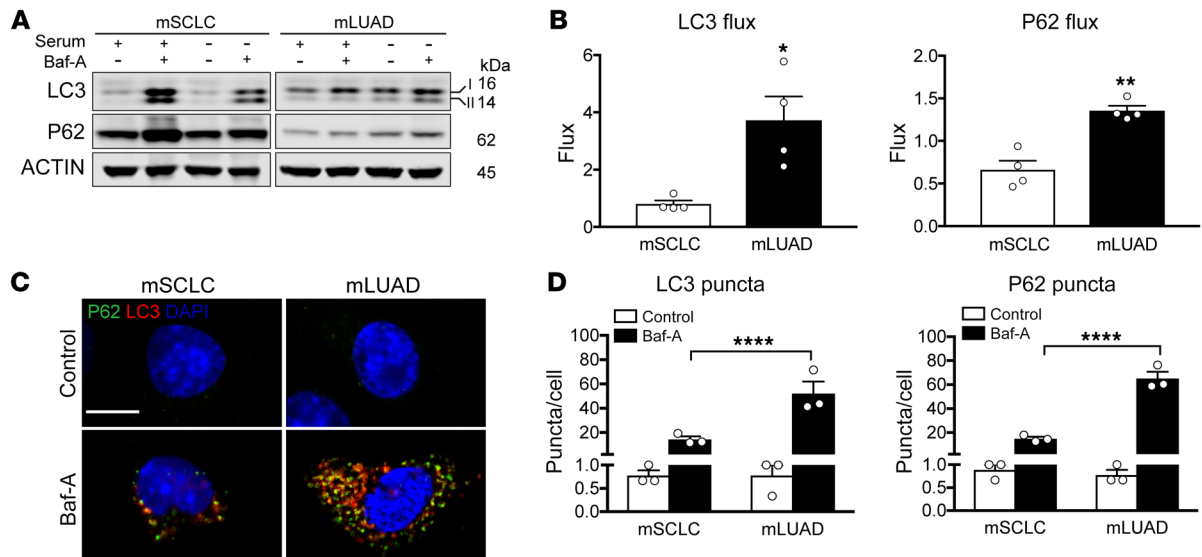 A
mSCLC mLUAD
Serum + + - - + + - -
Baf-A - + - + - + - +
kDa
LC3 I 16
II 14
P62 62
ACTIN 45
B
LC3 flux
Flux
6
4
2
0
mSCLC mLUAD
*
P62 flux
Flux
2.0
1.5
1.0
0.5
0.0
mSCLC mLUAD
**
C
mSCLC mLUAD
P62 LC3 DAPI
Control
Baf-A
D
LC3 puncta
Control
Baf-A
****
Puncta/cell
100
80
60
40
20
1.0
0.5
0.0
mSCLC mLUAD
P62 puncta
Control
Baf-A
****
Puncta/cell
100
80
60
40
20
1.0
0.5
0.0
mSCLC mLUAD